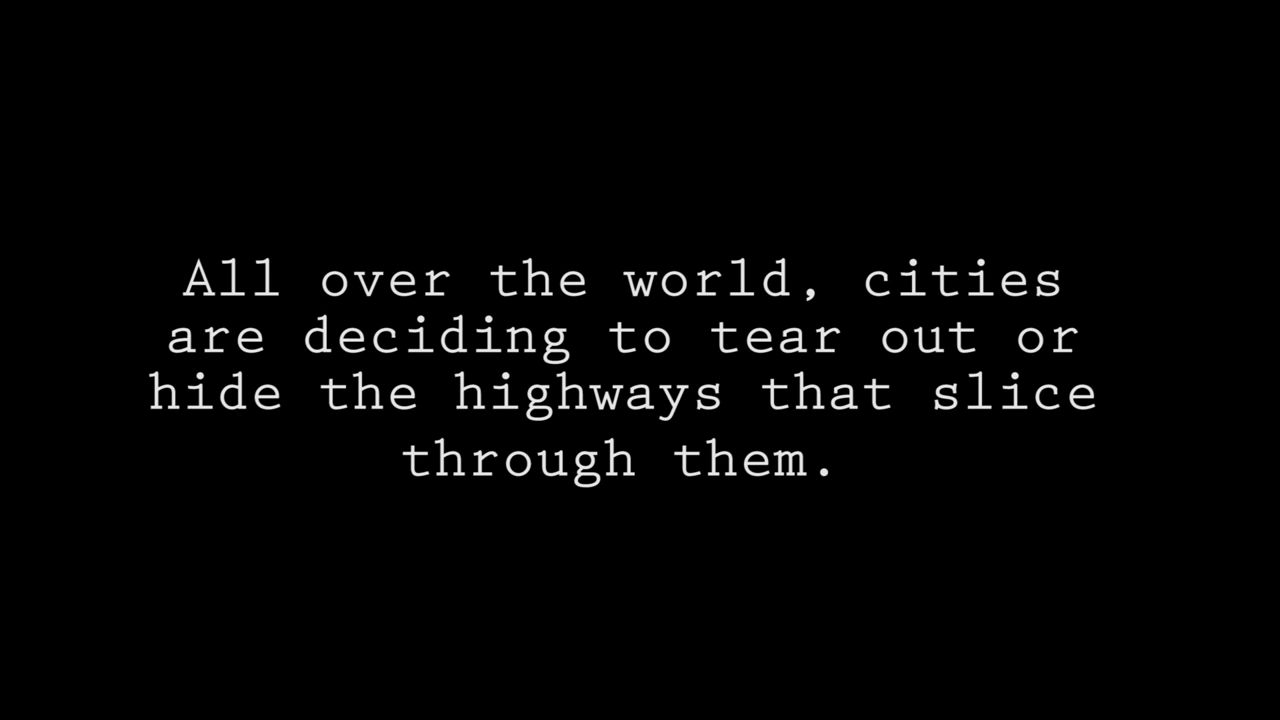 All over the world, cities
are deciding to tear out or
hide the highways that slice
through them.